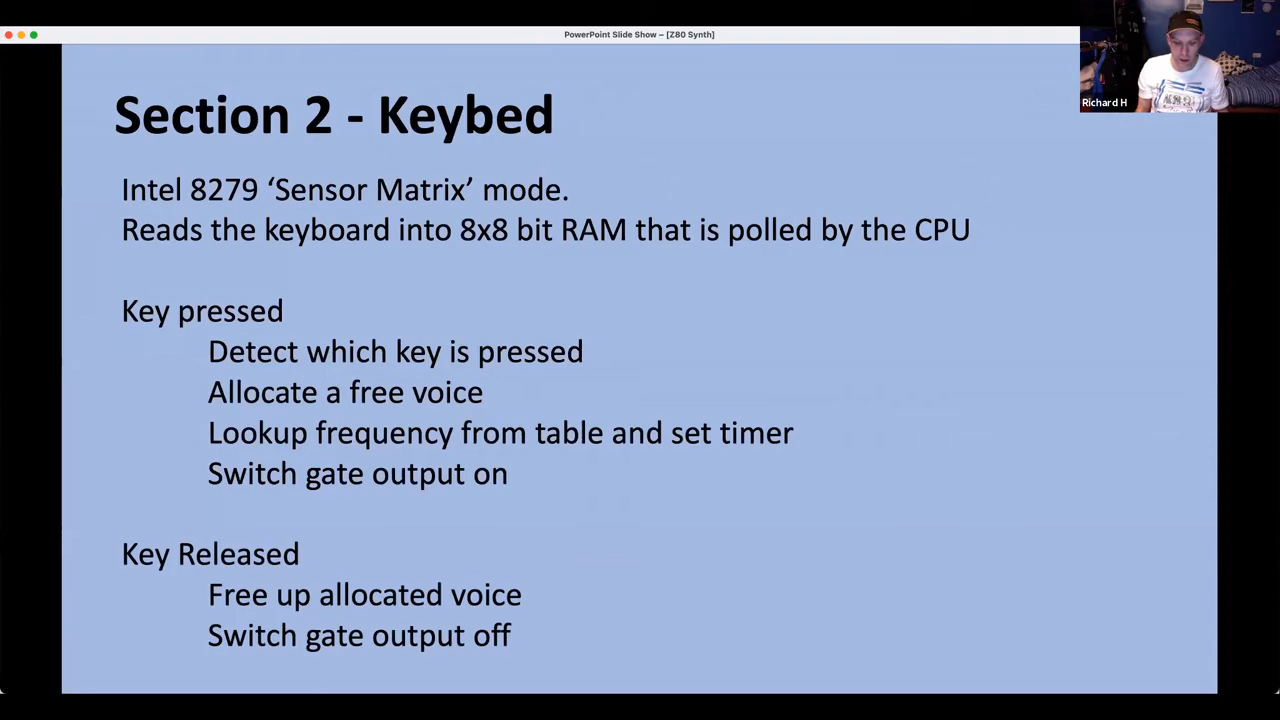 PowerPoint Slide Show – [Z80 Synth]
Richard H
Section 2 - Keybed
Intel 8279 ‘Sensor Matrix’ mode.
Reads the keyboard into 8x8 bit RAM that is polled by the CPU
Key pressed
Detect which key is pressed
Allocate a free voice
Lookup frequency from table and set timer
Switch gate output on
Key Released
Free up allocated voice
Switch gate output off